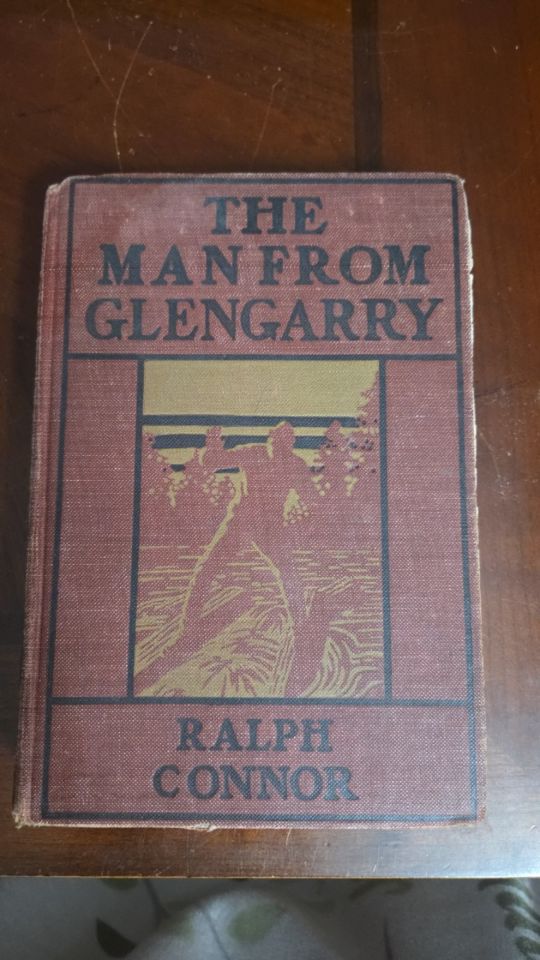 THE
MAN FROM
GLENGARRY
RALPH
CONNOR